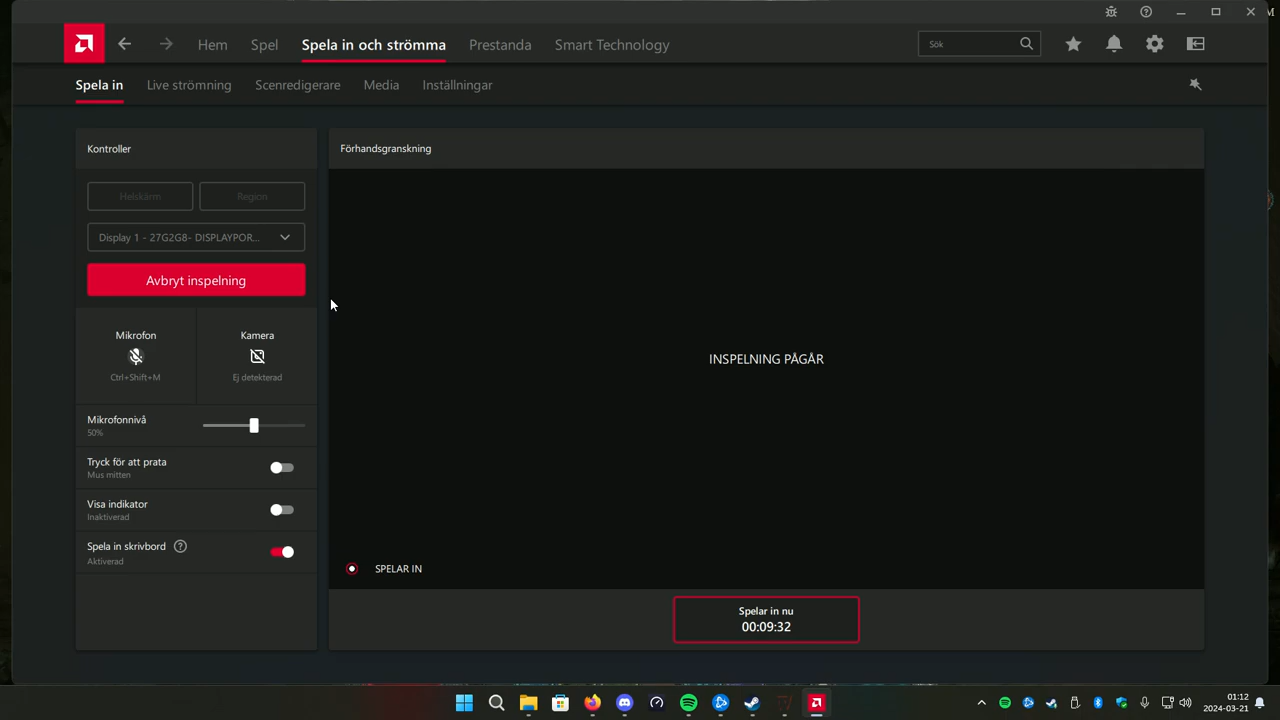 Hem
Spel
Spela in och strömma
Prestanda
Smart Technology
Sök
Spela in
Live strömning
Scenredigerare
Media
Inställningar
Kontroller
Förhandsgranskning
Helskärm
Region
Display 1 - 27G2G8- DISPLAYPOR...
Avbryt inspelning
Mikrofon
Kamera
Ctrl+Shift+M
Ej detekterad
INSPELNING PÅGÅR
Mikrofonnivå
50%
Tryck för att prata
Mus mitten
Visa indikator
Inaktiverad
Spela in skrivbord
Aktiverad
SPELAR IN
Spelar in nu
00:09:32
01:12
2024-03-21